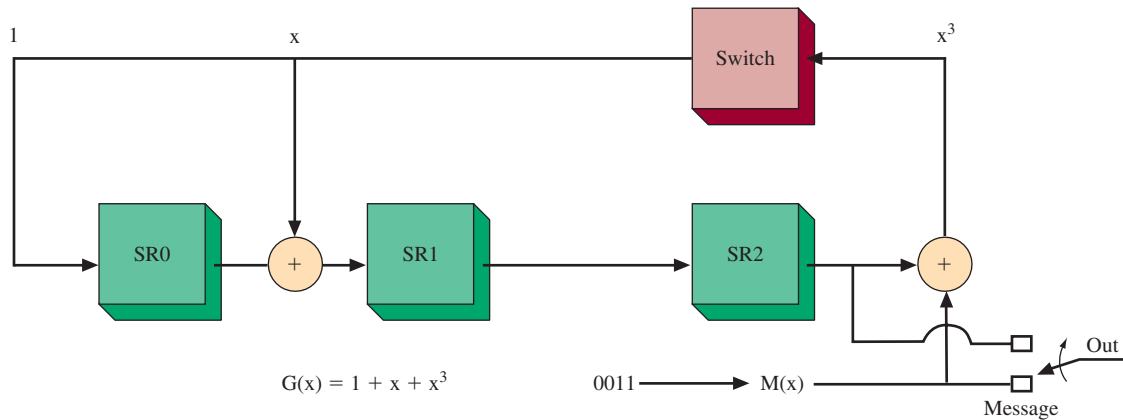 1
x
x³
Switch
SR0
+
SR1
SR2
+
Out
G(x) = 1 + x + x³
0011
M(x)
Message